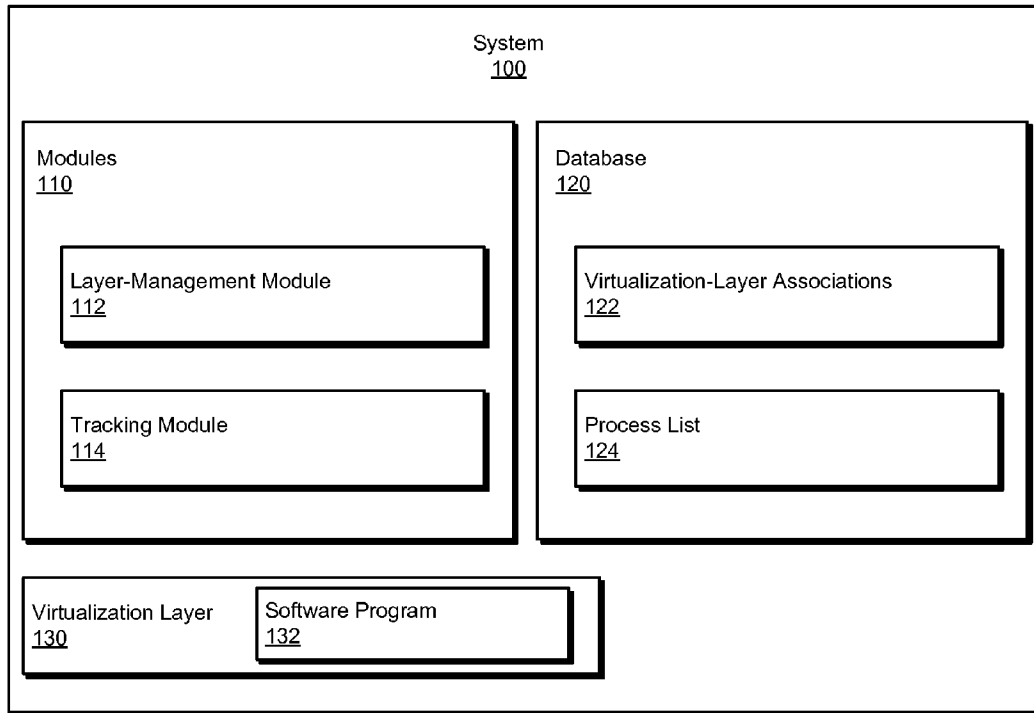 System
100
Modules
110
Layer-Management Module
112
Tracking Module
114
Database
120
Virtualization-Layer Associations
122
Process List
124
Virtualization Layer
130
Software Program
132